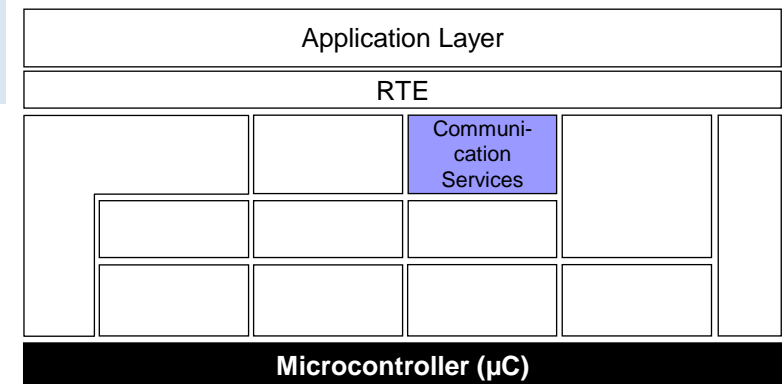 Application Layer
RTE
Communi-
cation
Services
Microcontroller (µC)